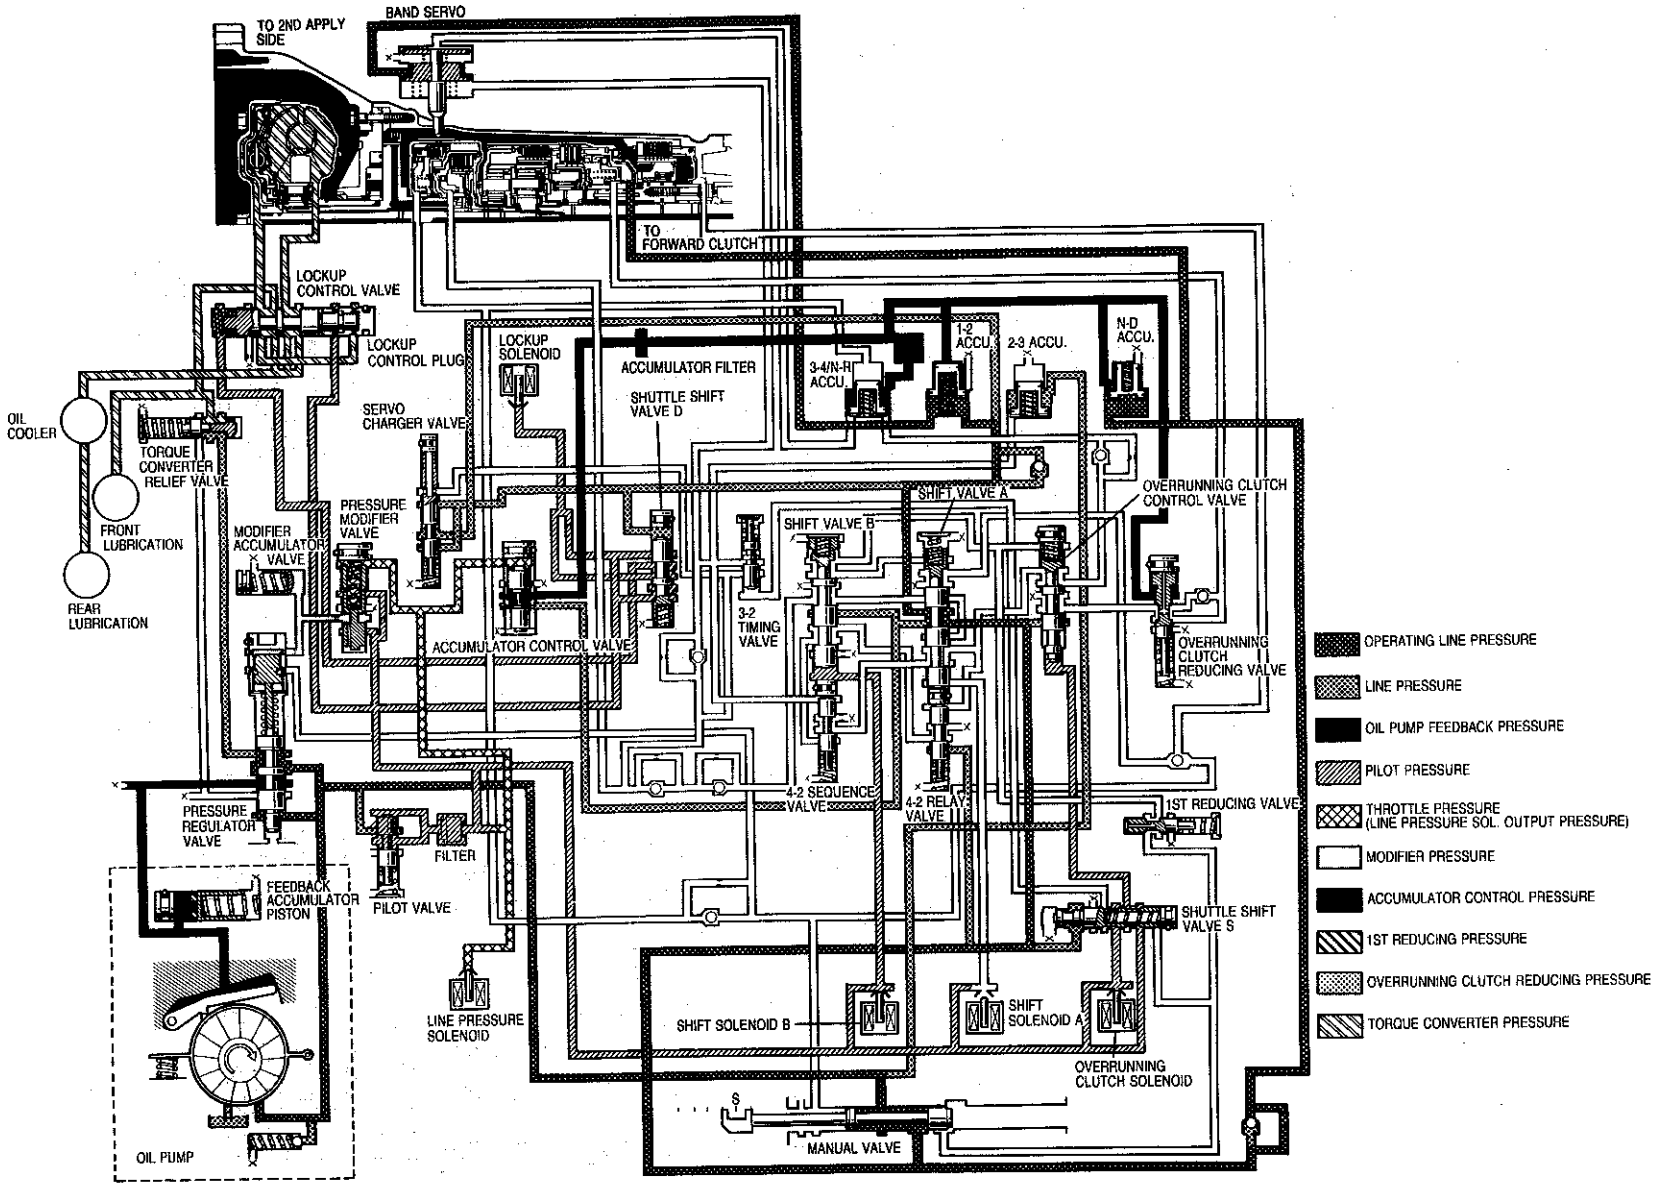 BAND SERVO
TO 2ND APPLY
SIDE
TO
FORWARD CLUTCH
LOCKUP
CONTROL VALVE
LOCKUP
CONTROL PLUG
LOCKUP
SOLENOID
ACCUMULATOR FILTER
1-2
ACCU.
2-3 ACCU.
N-D
ACCU.
3-4/N-R
ACCU.
SHUTTLE SHIFT
VALVE D
SERVO
CHARGER VALVE
OIL
COOLER
TORQUE
CONVERTER
RELIEF VALVE
FRONT
LUBRICATION
REAR
LUBRICATION
PRESSURE
MODIFIER
VALVE
MODIFIER
ACCUMULATOR
VALVE
SHIFT VALVE B
SHIFT VALVE A
OVERRUNNING CLUTCH
CONTROL VALVE
3-2
TIMING
VALVE
ACCUMULATOR CONTROL VALVE
OVERRUNNING
CLUTCH
REDUCING VALVE
4-2 SEQUENCE
VALVE
4-2 RELAY
VALVE
1ST REDUCING VALVE
PRESSURE
REGULATOR
VALVE
FILTER
PILOT VALVE
FEEDBACK
ACCUMULATOR
PISTON
SHUTTLE SHIFT
VALVE S
LINE PRESSURE
SOLENOID
SHIFT SOLENOID B
SHIFT
SOLENOID A
OVERRUNNING
CLUTCH SOLENOID
S
MANUAL VALVE
OIL PUMP
OPERATING LINE PRESSURE
LINE PRESSURE
OIL PUMP FEEDBACK PRESSURE
PILOT PRESSURE
THROTTLE PRESSURE
(LINE PRESSURE SOL. OUTPUT PRESSURE)
MODIFIER PRESSURE
ACCUMULATOR CONTROL PRESSURE
1ST REDUCING PRESSURE
OVERRUNNING CLUTCH REDUCING PRESSURE
TORQUE CONVERTER PRESSURE